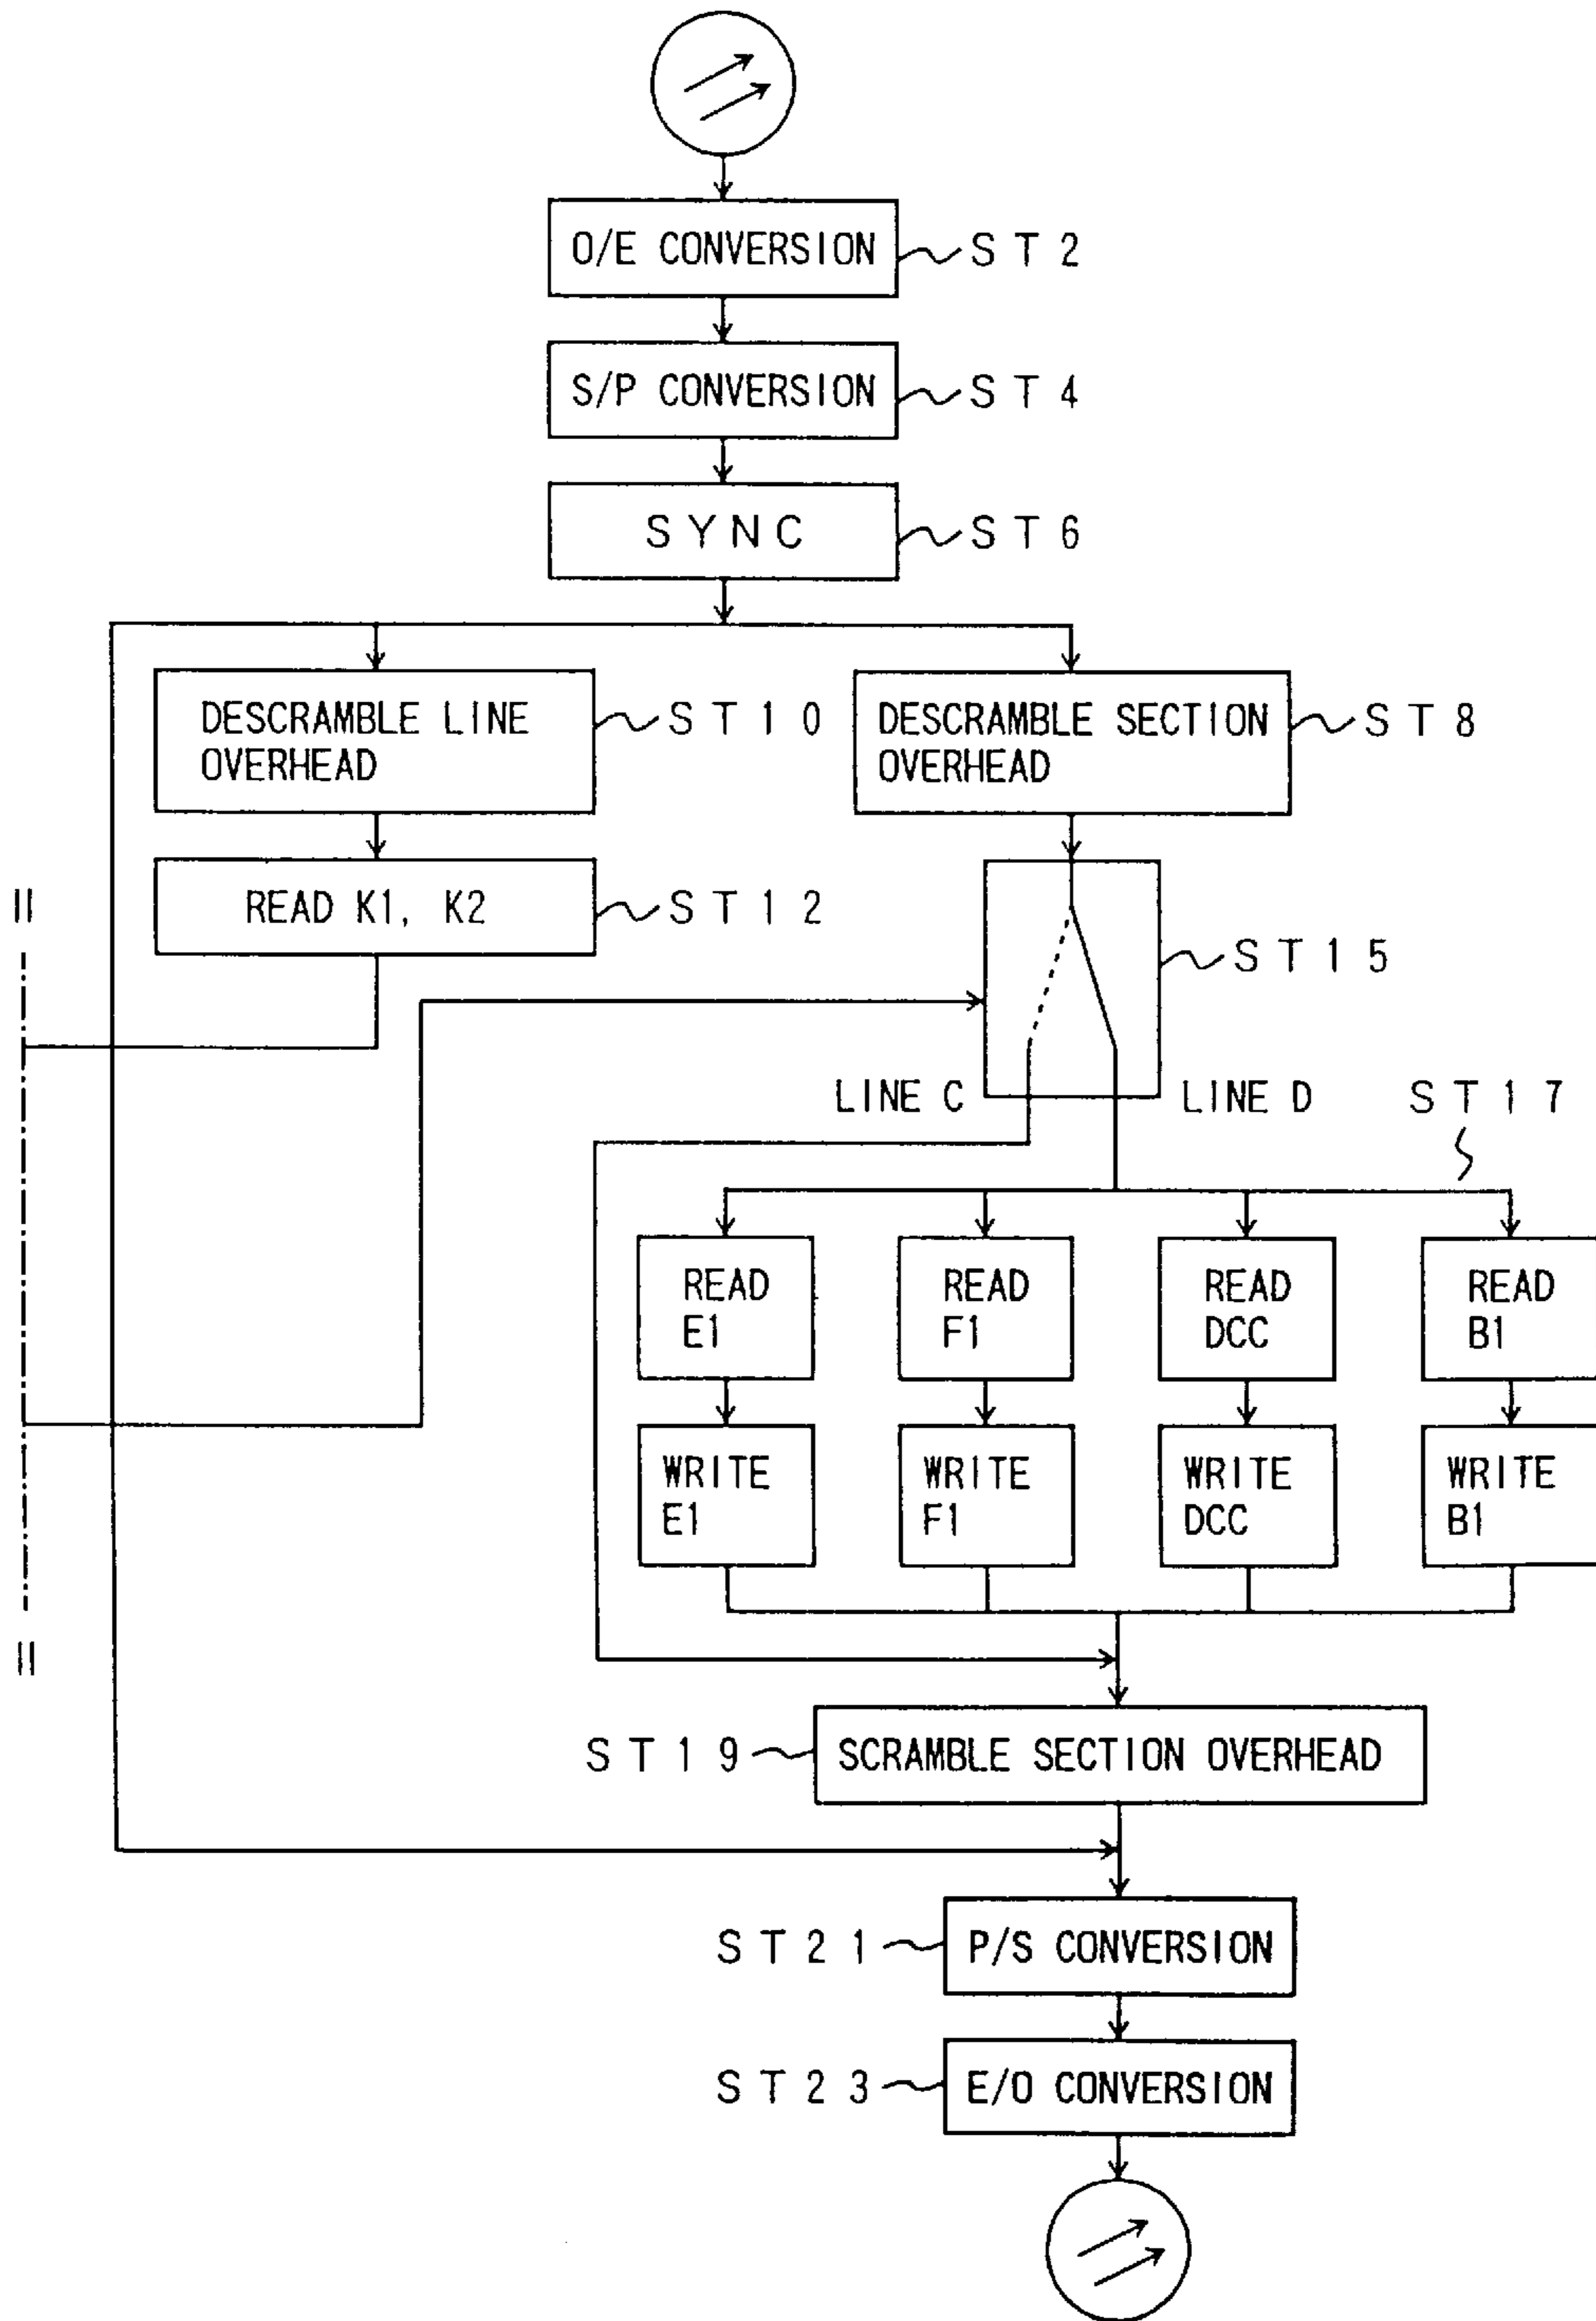 O/E CONVERSION
ST2
S/P CONVERSION
ST4
SYNC
ST6
DESCRAMBLE LINE
OVERHEAD
ST10
DESCRAMBLE SECTION
OVERHEAD
ST8
II
READ K1, K2
ST12
ST15
LINE C
LINE D
ST17
READ
E1
READ
F1
READ
DCC
READ
B1
WRITE
E1
WRITE
F1
WRITE
DCC
WRITE
B1
II
ST19
SCRAMBLE SECTION OVERHEAD
ST21
P/S CONVERSION
ST23
E/O CONVERSION